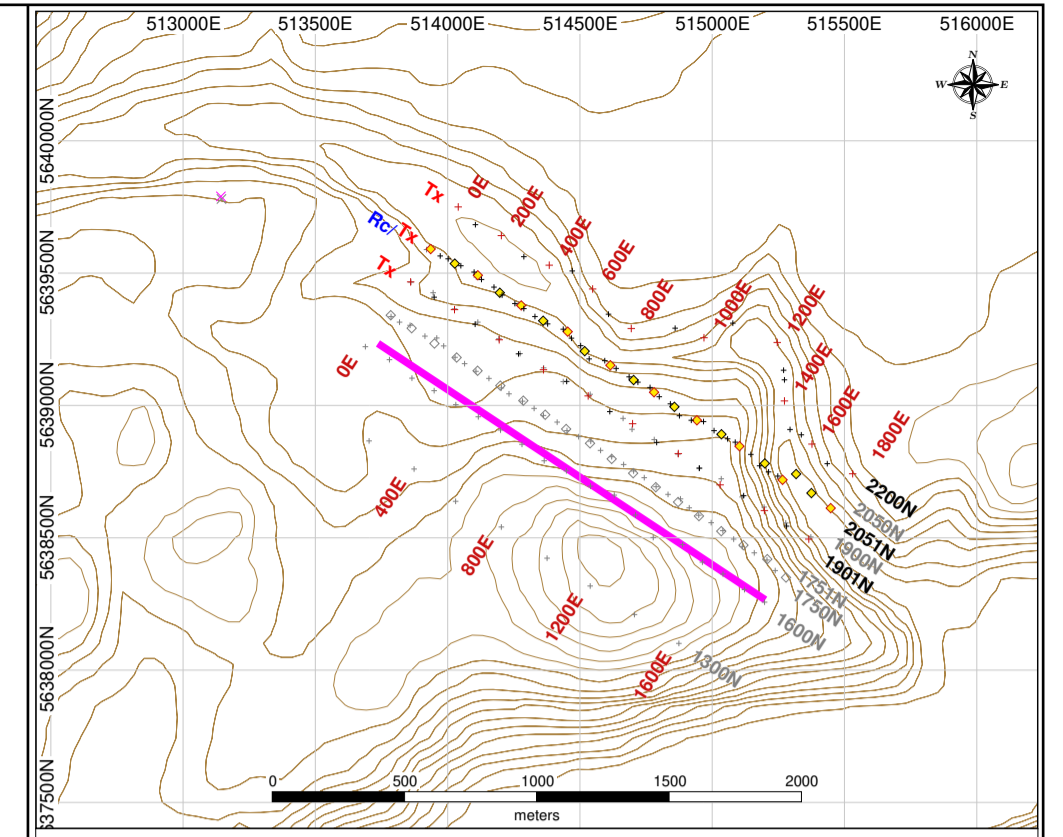 513000E 513500E 514000E 514500E 515000E 515500E 516000E
N
W E
S
5640000N
5639500N
5639000N
5638500N
5638000N
5637500N
Tx 0E 200E 400E 600E 800E 1000E 1200E
Rc/Tx
Tx
1400E
1600E
1800E
0E
400E
800E
1200E
1600E
2200N
2050N
2051N
1900N
1901N
1751N
1750N
1600N
1300N
0 500 1000 1500 2000
meters